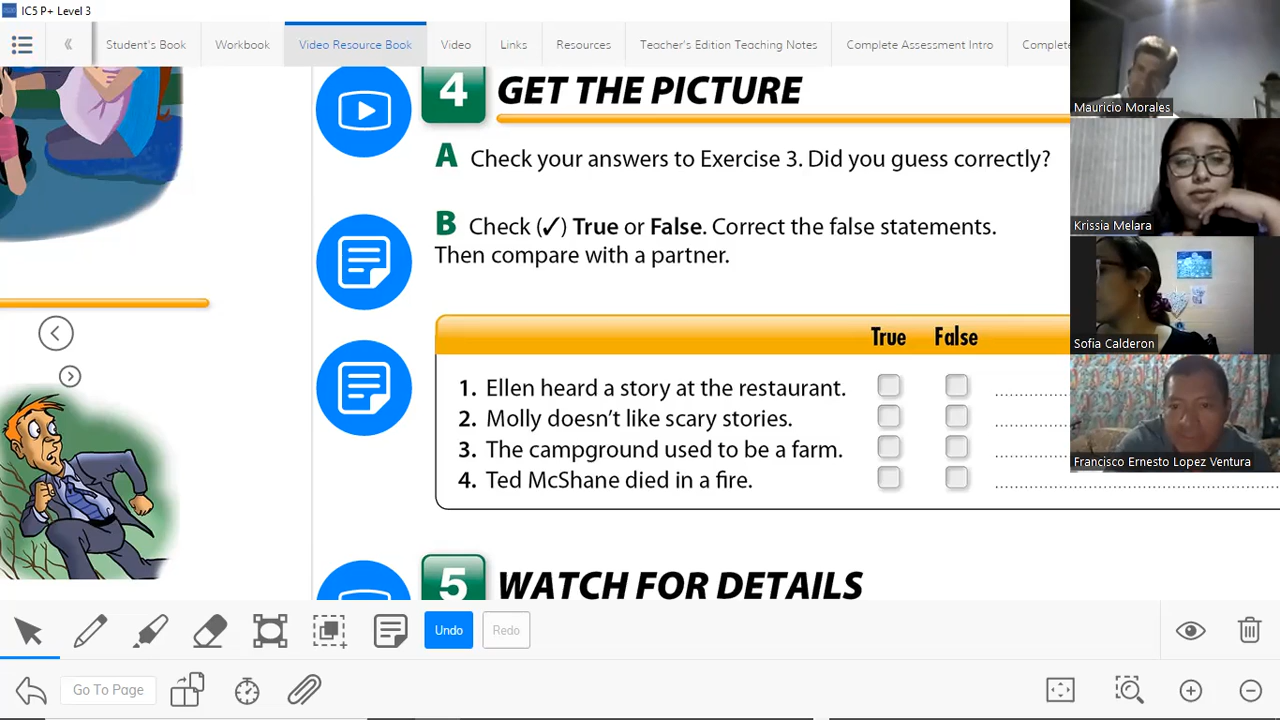 IC5 P+ Level 3
Student's Book
Workbook
Video Resource Book
Video
Links
Resources
Teacher's Edition Teaching Notes
Complete Assessment Intro
Complete
4 GET THE PICTURE
A Check your answers to Exercise 3. Did you guess correctly?
B Check (✓) True or False. Correct the false statements.
Then compare with a partner.
True False
1. Ellen heard a story at the restaurant.
2. Molly doesn't like scary stories.
3. The campground used to be a farm.
4. Ted McShane died in a fire.
5 WATCH FOR DETAILS
Mauricio Morales
Krissia Melara
Sofia Calderon
Francisco Ernesto Lopez Ventura
Undo
Redo
Go To Page